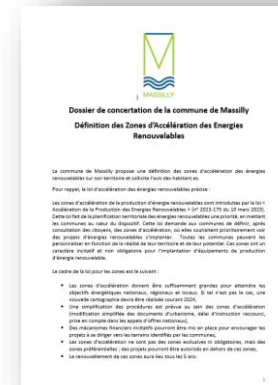 MASSILLY
Dossier de concertation de la commune de Massilly
Définition des Zones d'Accélération des Energies
Renouvelables
La commune de Massilly propose une définition des zones d'accélération des énergies
renouvelables sur son territoire et sollicite l'avis des habitant.es.
Pour rappel, la loi d'accélération des énergies renouvelables précise :
Les zones d'accélération de la production d'énergie renouvelables sont introduites par la loi «
Accélération de la Production des Energies Renouvelables » (n° 2023-175 du 10 mars 2023).
Cette loi fait de la planification territoriale des énergies renouvelables une priorité, en mettant
les communes au cœur du dispositif. Cette loi demande aux communes de définir, après
consultation des citoyens, des zones d'accélération, où elles souhaitent prioritairement voir
des projets d'énergies renouvelables s'implanter. Toutes les communes peuvent les
personnaliser en fonction de la réalité de leur territoire et de leur potentiel. Ces zones ont un
caractère incitatif et non obligatoire pour l'implantation d'équipements de production
d'énergie renouvelable.
Le cadre de la loi pour les zones est le suivant :
• Les zones d'accélération doivent être suffisamment grandes pour atteindre les
objectifs énergétiques nationaux, régionaux et locaux. Si tel n'est pas le cas, une
nouvelle cartographie devra être réalisée courant 2024;
• Une simplification des procédures est prévue au sein des zones d'accélération
(modification simplifiée des documents d'urbanisme, délai d'instruction raccourci,
prise en compte dans les appels d'offres nationaux),
• Des mécanismes financiers incitatifs pourront être mis en place pour encourager les
projets à se diriger vers les terrains identifiés par les communes,
• Les zones d'accélération ne sont pas des zones exclusives ni obligatoires, mais des
zones préférentielles ; des projets pourront être autorisés en dehors de ces zones,
• Le renouvellement de ces zones aura lieu tous les 5 ans.
1